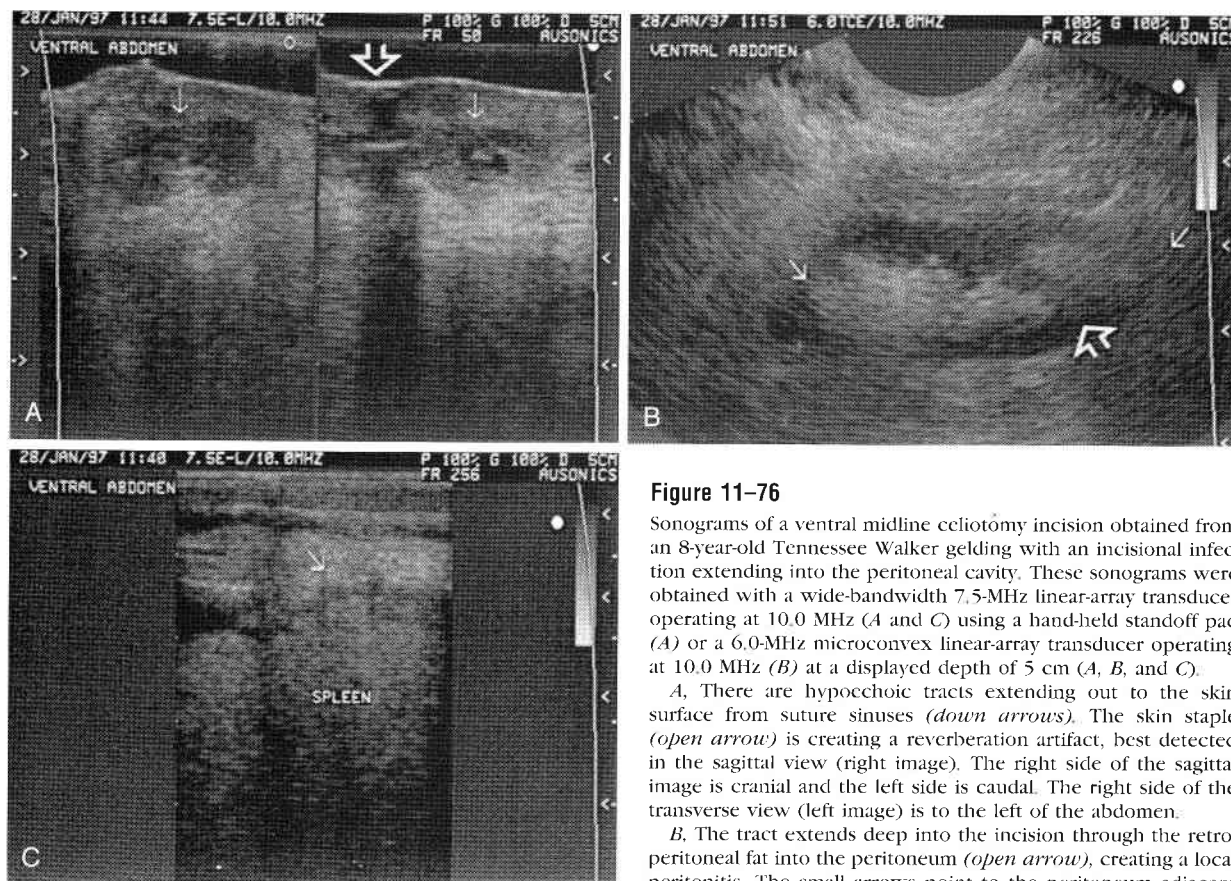 28/JAN/97 11:44 7.5E-L/10.0MHZ P 100% G 100% D 5CM
FR 50 AUSONICS
VENTRAL ABDOMEN
A
28/JAN/97 11:51 6.0TCE/10.0MHZ P 100% G 100% D 5CM
FR 226 AUSONICS
VENTRAL ABDOMEN
B
28/JAN/97 11:40 7.5E-L/10.0MHZ P 100% G 100% D 5CM
FR 256 AUSONICS
VENTRAL ABDOMEN
SPLEEN
C
Figure 11–76
Sonograms of a ventral midline celiotomy incision obtained from
an 8-year-old Tennessee Walker gelding with an incisional infec
tion extending into the peritoneal cavity. These sonograms were
obtained with a wide-bandwidth 7.5-MHz linear-array transduce
operating at 10.0 MHz (A and C) using a hand-held standoff pad
(A) or a 6.0-MHz microconvex linear-array transducer operating
at 10.0 MHz (B) at a displayed depth of 5 cm (A, B, and C).
A, There are hypoechoic tracts extending out to the skin
surface from suture sinuses (down arrows). The skin staple
(open arrow) is creating a reverberation artifact, best detected
in the sagittal view (right image). The right side of the sagitta
image is cranial and the left side is caudal. The right side of the
transverse view (left image) is to the left of the abdomen.
B, The tract extends deep into the incision through the retro
peritoneal fat into the peritoneum (open arrow), creating a loca